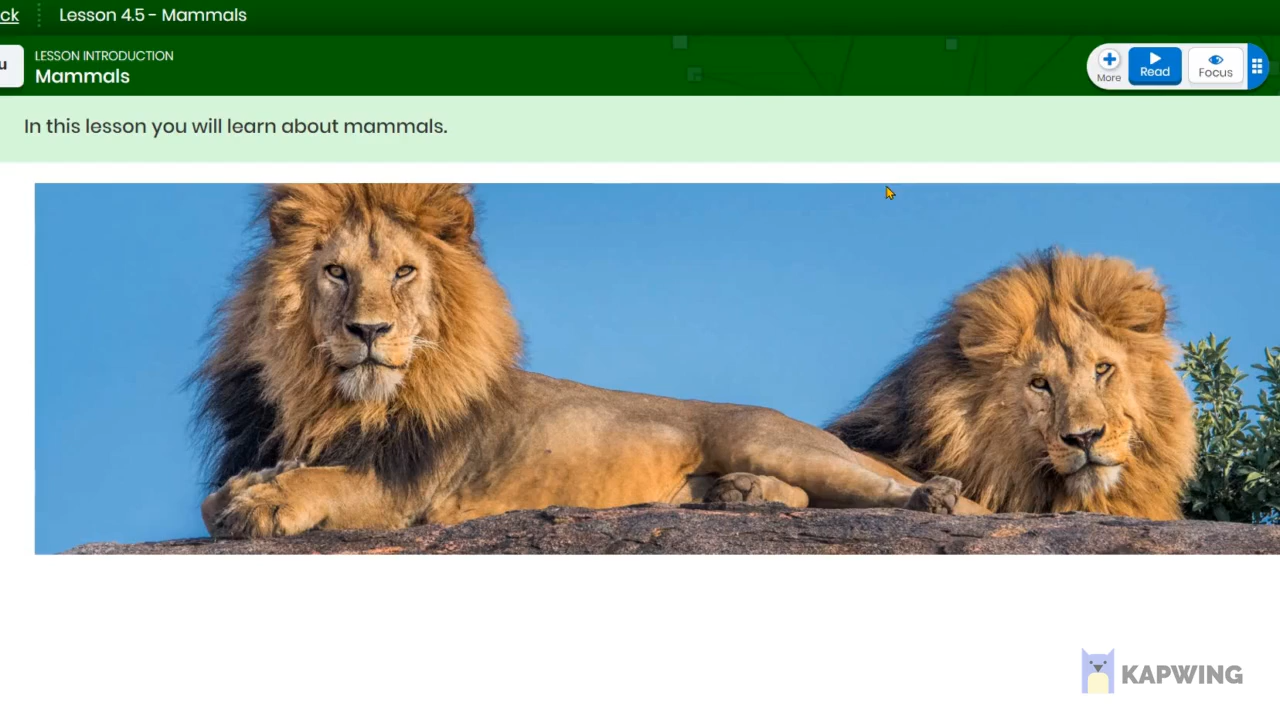 ck
Lesson 4.5 - Mammals
u
LESSON INTRODUCTION
Mammals
More
Read
Focus
In this lesson you will learn about mammals.
KAPWING